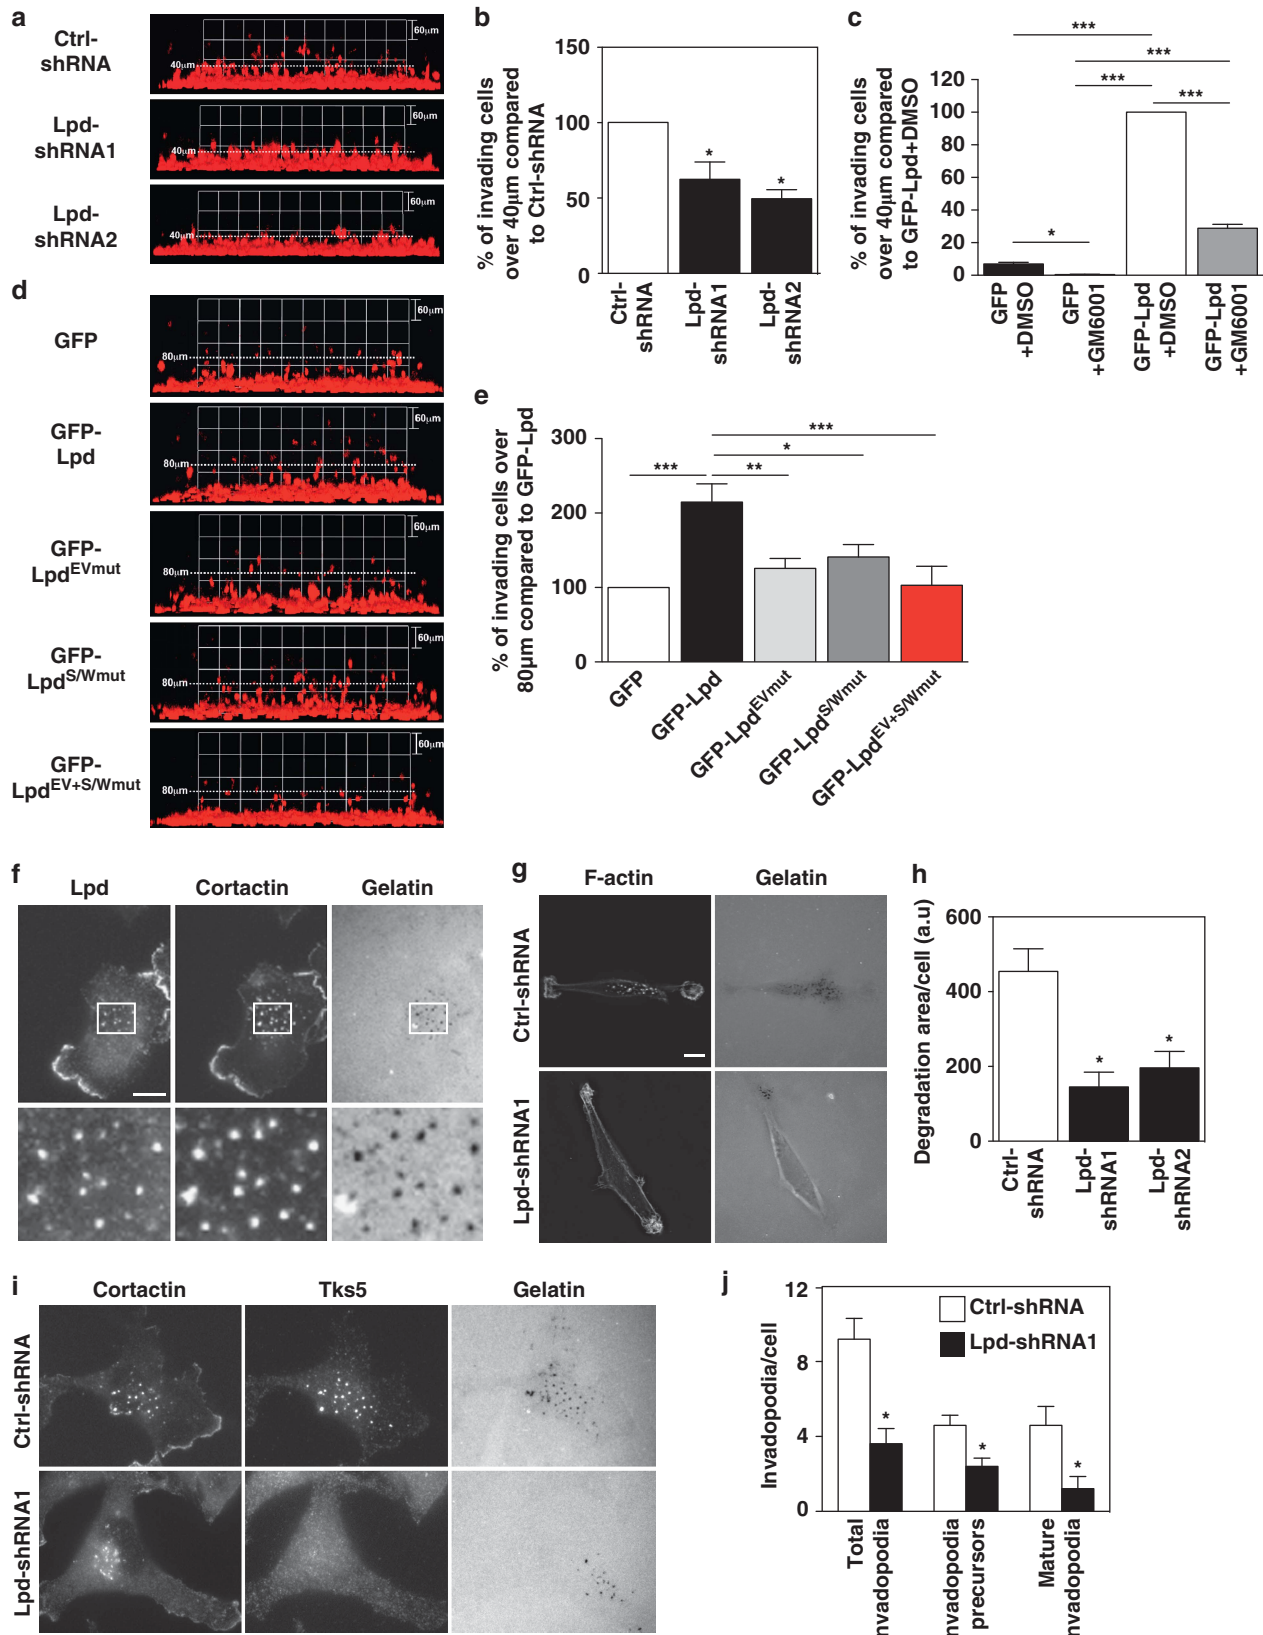 a
Ctrl-
shRNA
60μm
40μm
Lpd-
shRNA1
60μm
40μm
Lpd-
shRNA2
60μm
40μm
b
% of invading cells
over 40μm compared
to Ctrl-shRNA
150
100
50
0
*
*
Ctrl-
shRNA
Lpd-
shRNA1
Lpd-
shRNA2
c
% of invading cells
over 40μm compared
to GFP-Lpd+DMSO
120
100
80
60
40
20
0
***
***
***
***
*
GFP
+DMSO
GFP
+GM6001
GFP-Lpd
+DMSO
GFP-Lpd
+GM6001
d
GFP
60μm
80μm
GFP-
Lpd
60μm
80μm
GFP-
LpdEVmut
60μm
80μm
GFP-
LpdS/Wmut
60μm
80μm
GFP-
LpdEV+S/Wmut
60μm
80μm
e
% of invading cells over
80μm compared to GFP-Lpd
300
200
100
0
***
*
***
**
GFP
GFP-Lpd
GFP-LpdEVmut
GFP-LpdS/Wmut
GFP-LpdEV+S/Wmut
f
Lpd
Cortactin
Gelatin
g
F-actin
Gelatin
Ctrl-shRNA
Lpd-shRNA1
h
Degradation area/cell (a.u)
600
400
200
0
*
*
Ctrl-
shRNA
Lpd-
shRNA1
Lpd-
shRNA2
i
Cortactin
Tks5
Gelatin
Ctrl-shRNA
Lpd-shRNA1
j
Invadopodia/cell
12
8
4
0
Ctrl-shRNA
Lpd-shRNA1
*
*
*
Total
nvadopodia
nvadopodia
precursors
Mature
nvadopodia